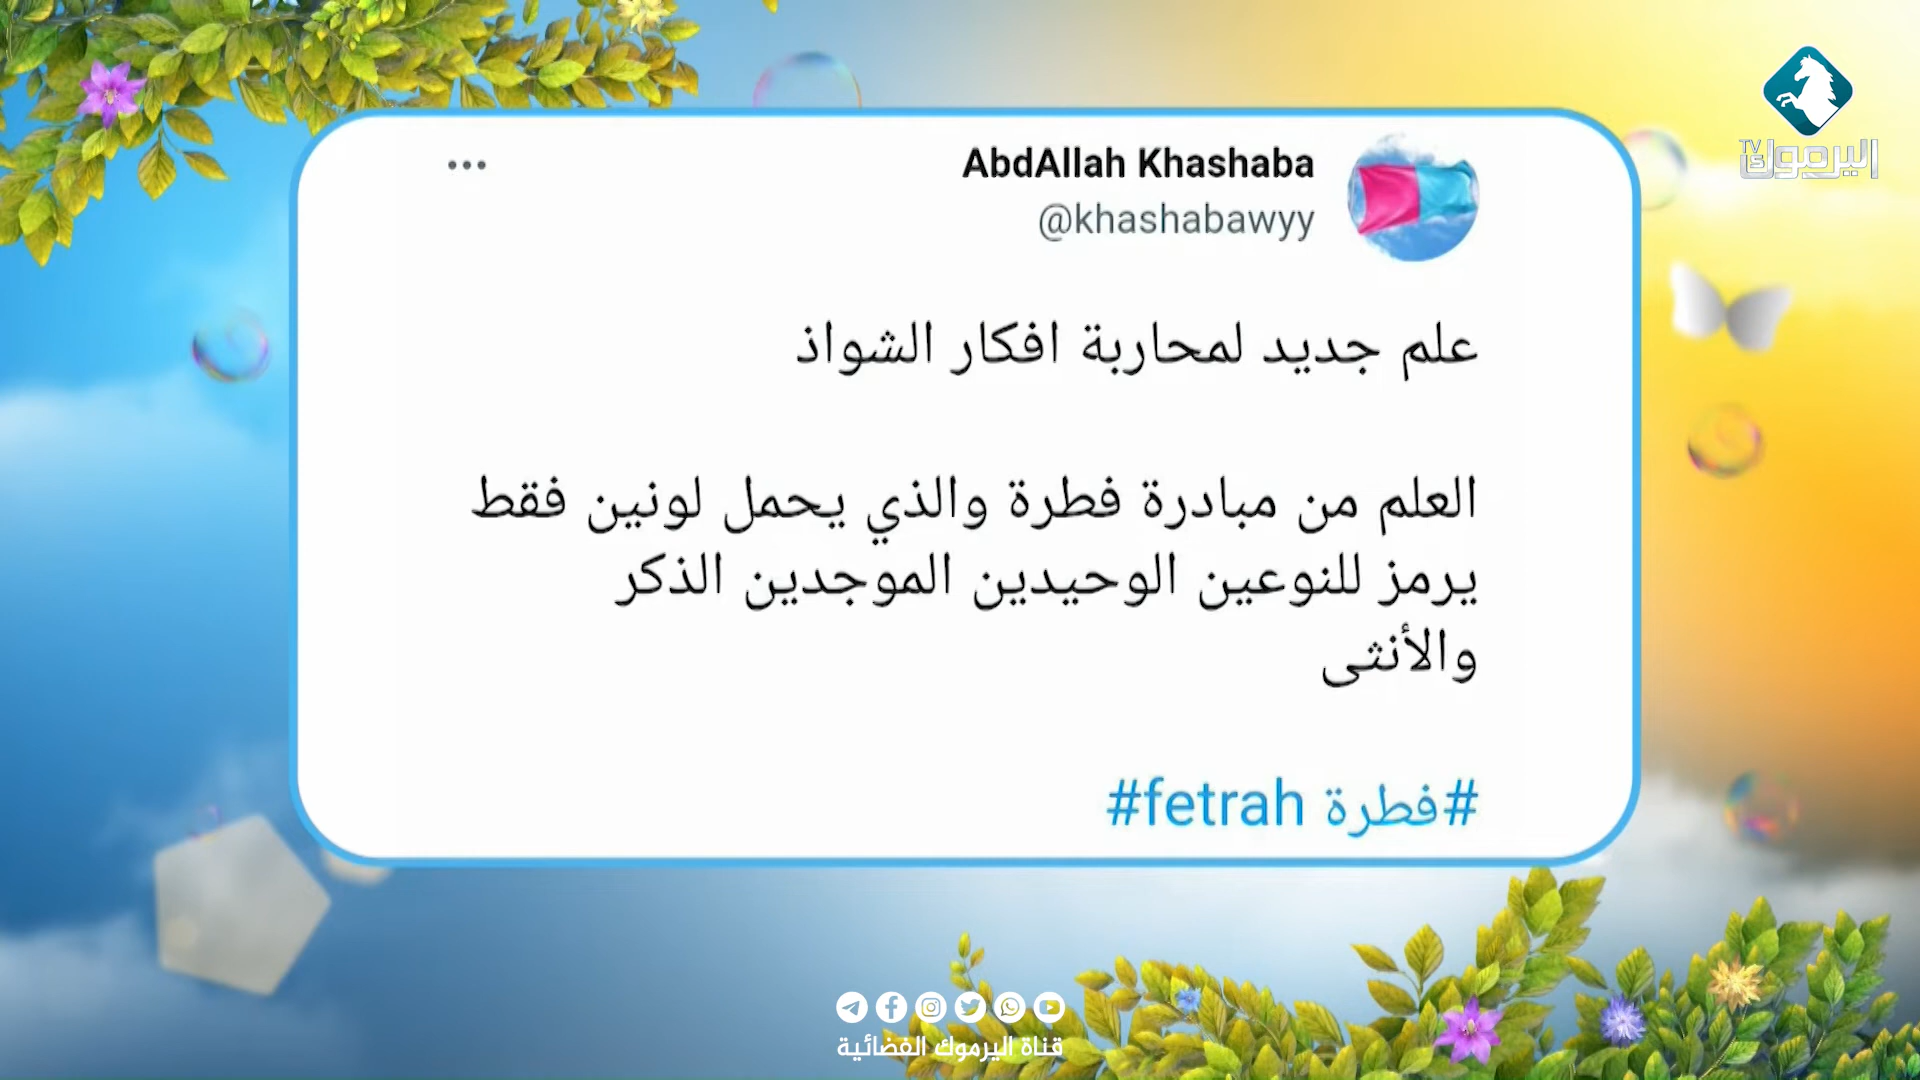 TV
اليرموك
AbdAllah Khashaba
@khashabawyy
علم جديد لمحاربة افكار الشواذ
العلم من مبادرة فطرة والذي يحمل لونين فقط
يرمز للنوعين الوحيدين الموجدين الذكر
والأنثى
#فطرة #fetrah
قناة اليرموك الفضائية